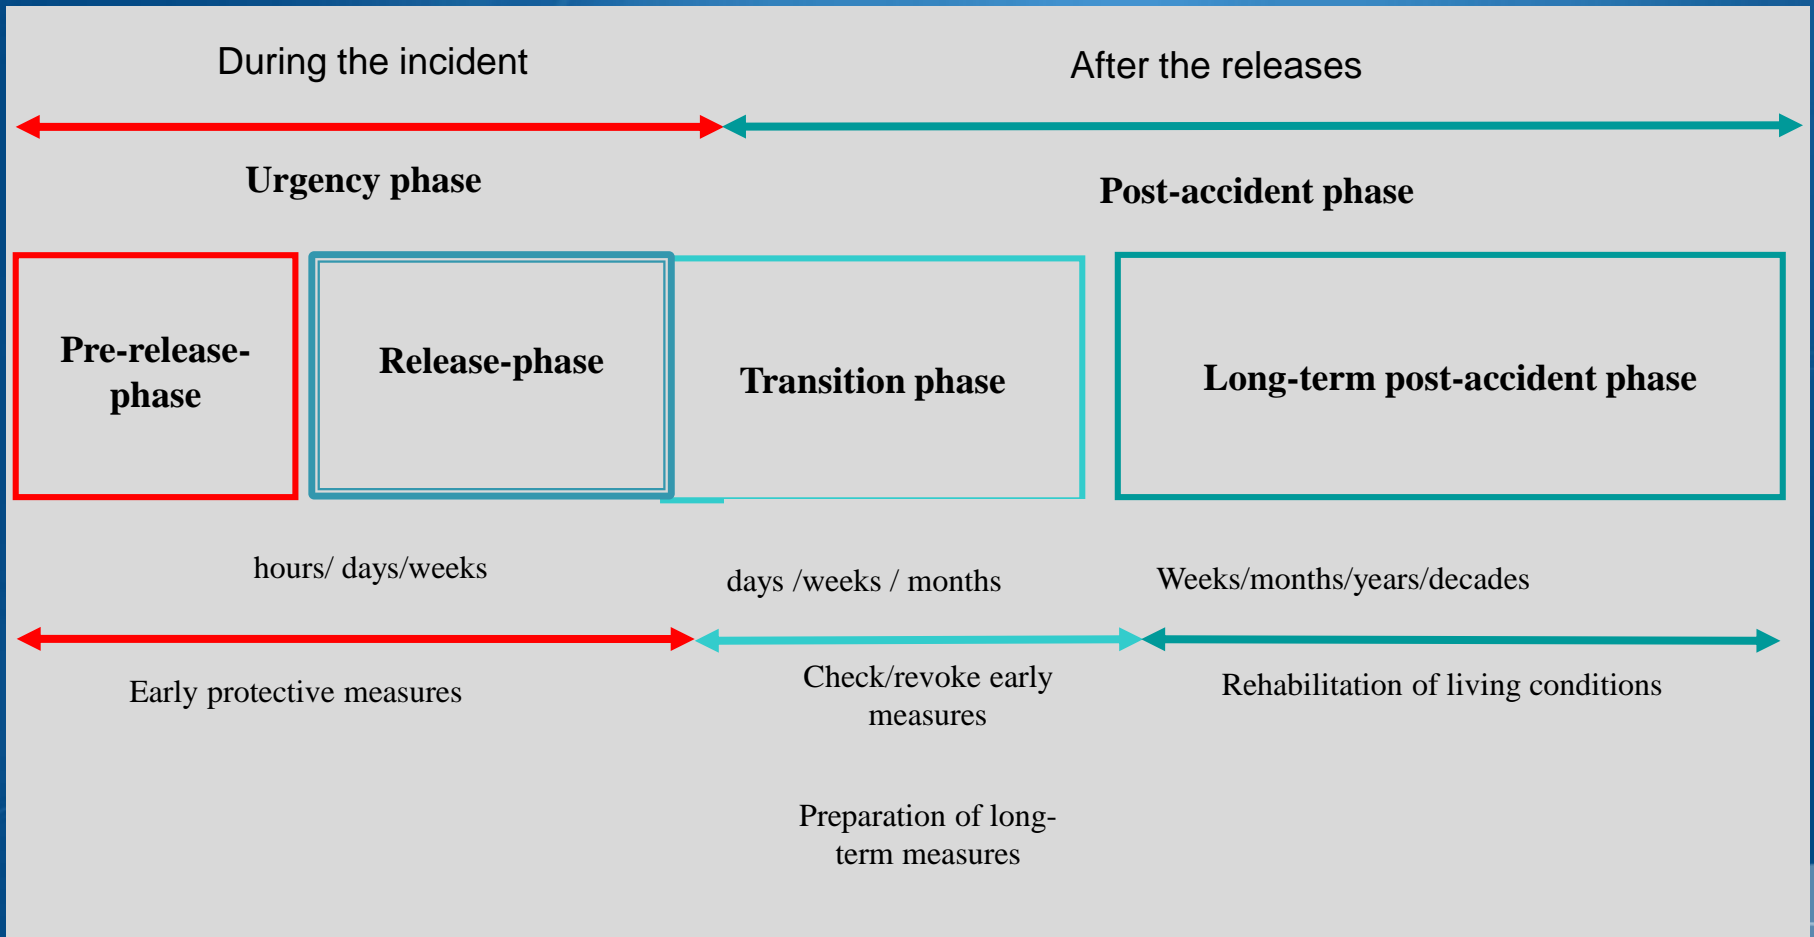 During the incident
After the releases
Urgency phase
Post-accident phase
Pre-release-
phase
Release-phase
Transition phase
Long-term post-accident phase
hours/ days/weeks
days /weeks / months
Weeks/months/years/decades
Early protective measures
Check/revoke early
measures
Rehabilitation of living conditions
Preparation of long-
term measures